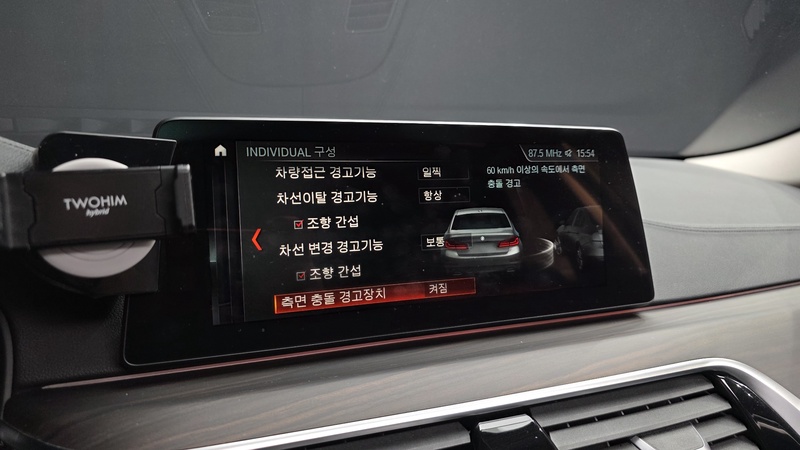 TWOHIM
hybrid
INDIVIDUAL 구성
87.5 MHz 15:54
차량접근 경고기능 일찍
차선이탈 경고기능 항상
조향 간섭
차선 변경 경고기능 보통
조향 간섭
측면 충돌 경고장치 켜짐
60 km/h 이상의 속도에서 측면
충돌 경고